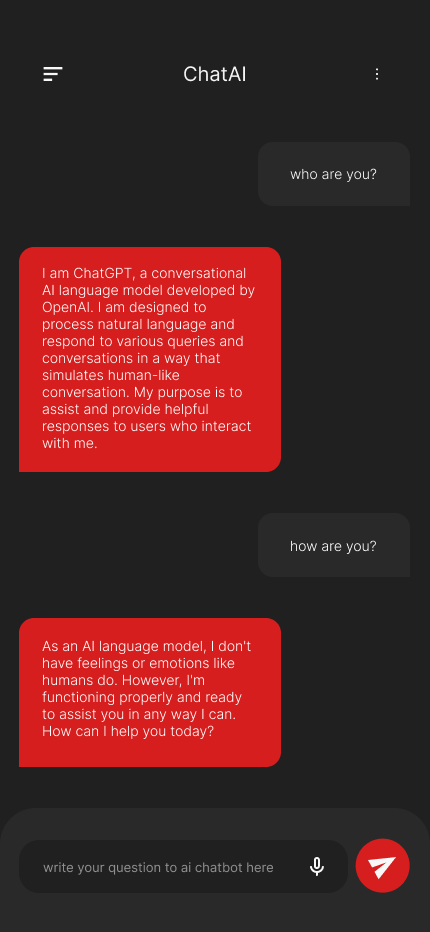 ChatAI
who are you?
I am ChatGPT, a conversational
AI language model developed by
OpenAI. I am designed to
process natural language and
respond to various queries and
conversations in a way that
simulates human-like
conversation. My purpose is to
assist and provide helpful
responses to users who interact
with me.
how are you?
As an AI language model, I don't
have feelings or emotions like
humans do. However, I'm
functioning properly and ready
to assist you in any way I can.
How can I help you today?
write your question to ai chatbot here